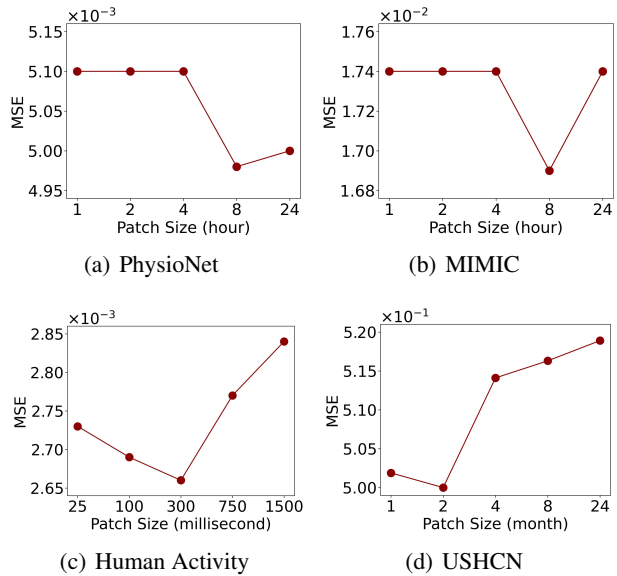 ×10⁻³
5.15
5.10
5.05
5.00
4.95
MSE
1 2 4 8 24
Patch Size (hour)
(a) PhysioNet
×10⁻²
1.76
1.74
1.72
1.70
1.68
MSE
1 2 4 8 24
Patch Size (hour)
(b) MIMIC
×10⁻³
2.85
2.80
2.75
2.70
2.65
MSE
25 100 300 750 1500
Patch Size (millisecond)
(c) Human Activity
×10⁻¹
5.20
5.15
5.10
5.05
5.00
MSE
1 2 4 8 24
Patch Size (month)
(d) USHCN